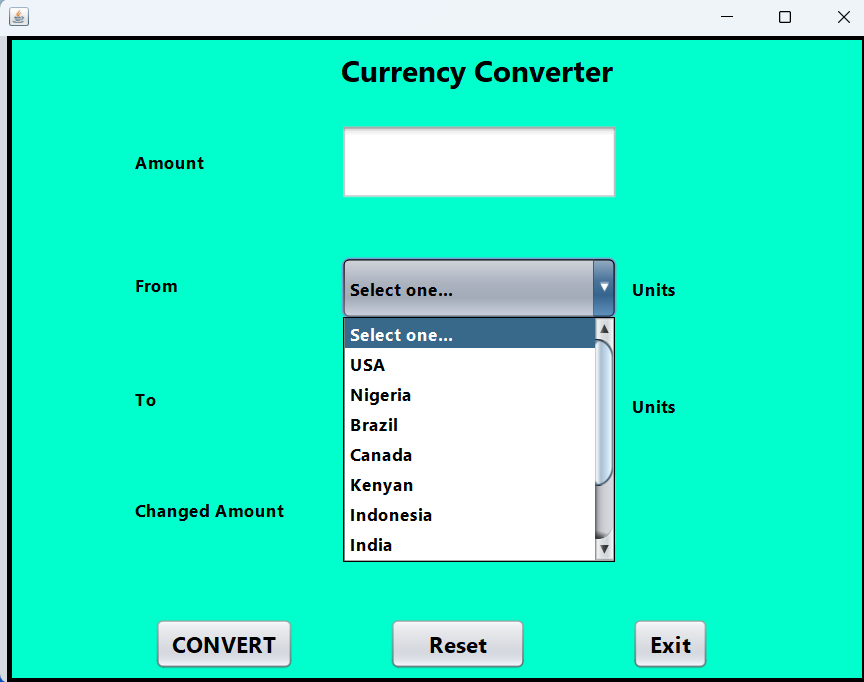 Currency Converter
Amount
From
Select one...
Units
Select one...
USA
Nigeria
Brazil
Canada
Kenyan
Indonesia
India
To
Units
Changed Amount
CONVERT
Reset
Exit